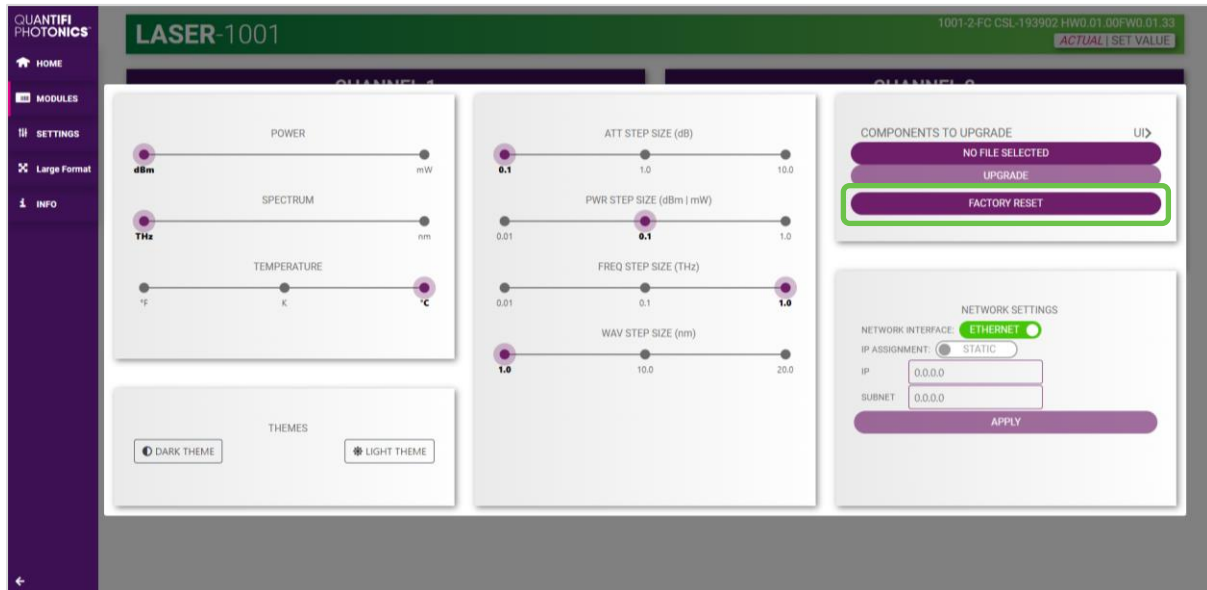 QUANTIFI
PHOTONICS™
HOME
MODULES
SETTINGS
Large Format
INFO
LASER-1001
1001-2-FC CSL-193902 HW0.01.00FW0.01.33
ACTUAL | SET VALUE
CHANNEL 1
CHANNEL 2
POWER
dBm
mW
SPECTRUM
THz
nm
TEMPERATURE
°F
K
°C
THEMES
DARK THEME
LIGHT THEME
ATT STEP SIZE (dB)
0.1
1.0
10.0
PWR STEP SIZE (dBm | mW)
0.01
0.1
1.0
FREQ STEP SIZE (THz)
0.01
0.1
1.0
WAV STEP SIZE (nm)
1.0
10.0
20.0
COMPONENTS TO UPGRADE
UI
NO FILE SELECTED
UPGRADE
FACTORY RESET
NETWORK SETTINGS
NETWORK INTERFACE: ETHERNET
IP ASSIGNMENT: STATIC
IP 0.0.0.0
SUBNET 0.0.0.0
APPLY